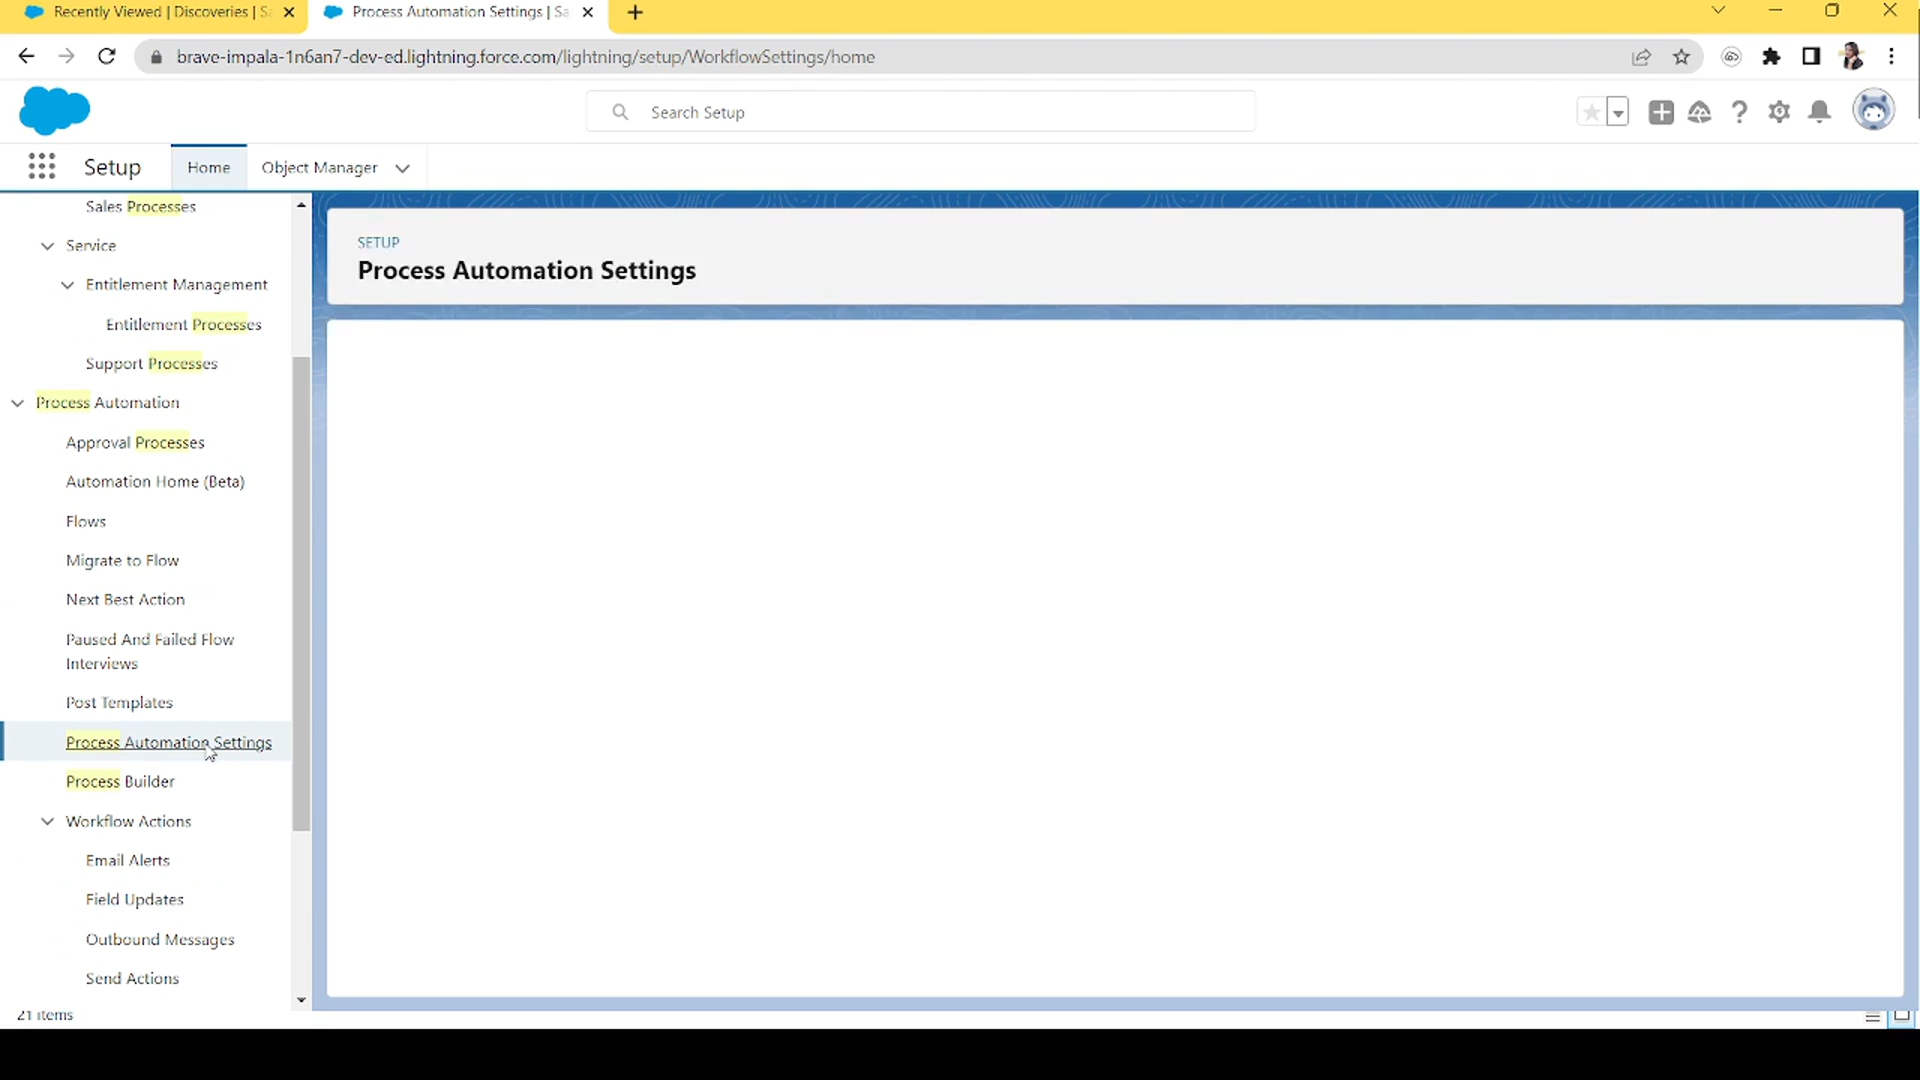 Recently Viewed | Discoveries | Sa
Process Automation Settings | Sa
brave-impala-1n6an7-dev-ed.lightning.force.com/lightning/setup/WorkflowSettings/home
Search Setup
Setup
Home
Object Manager
Sales Processes
Service
Entitlement Management
Entitlement Processes
Support Processes
Process Automation
Approval Processes
Automation Home (Beta)
Flows
Migrate to Flow
Next Best Action
Paused And Failed Flow
Interviews
Post Templates
Process Automation Settings
Process Builder
Workflow Actions
Email Alerts
Field Updates
Outbound Messages
Send Actions
SETUP
Process Automation Settings
21 items